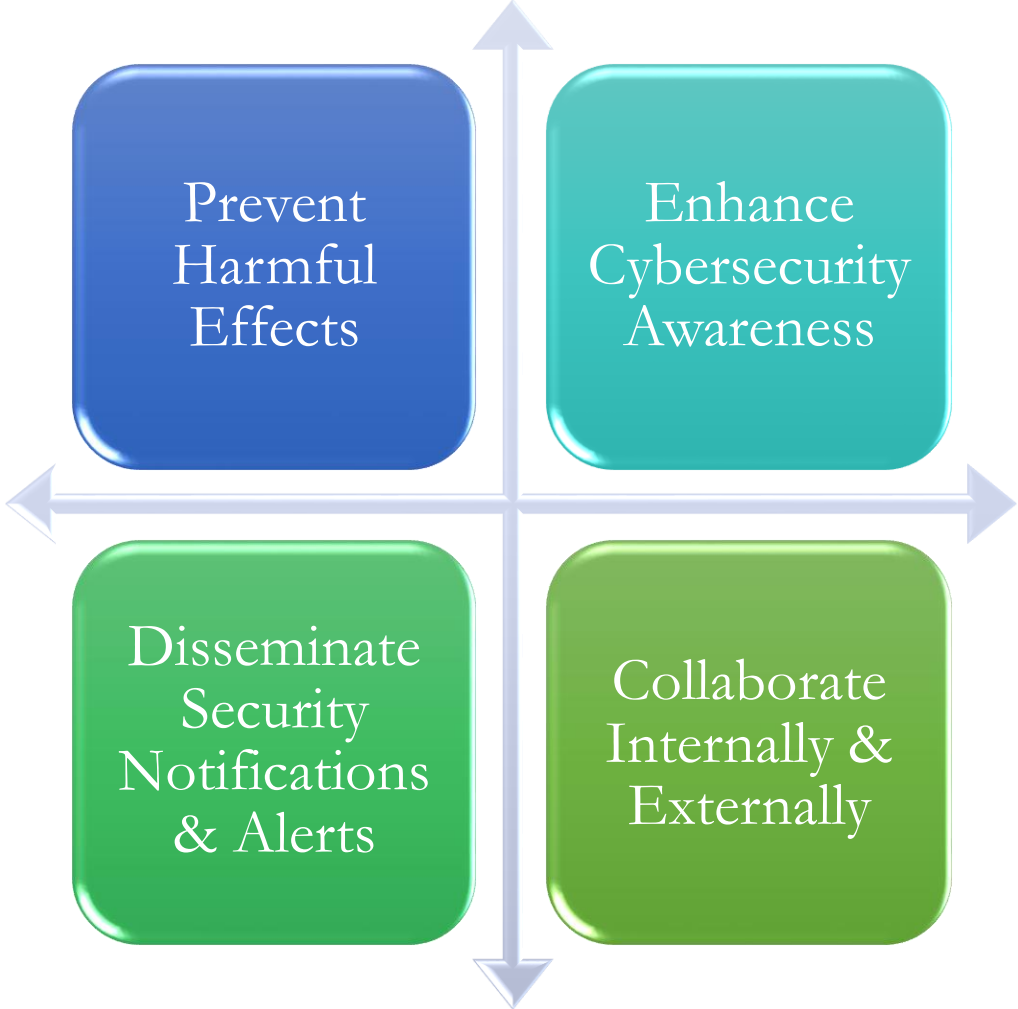 Prevent
Harmful
Effects
Enhance
Cybersecurity
Awareness
Disseminate
Security
Notifications
& Alerts
Collaborate
Internally &
Externally